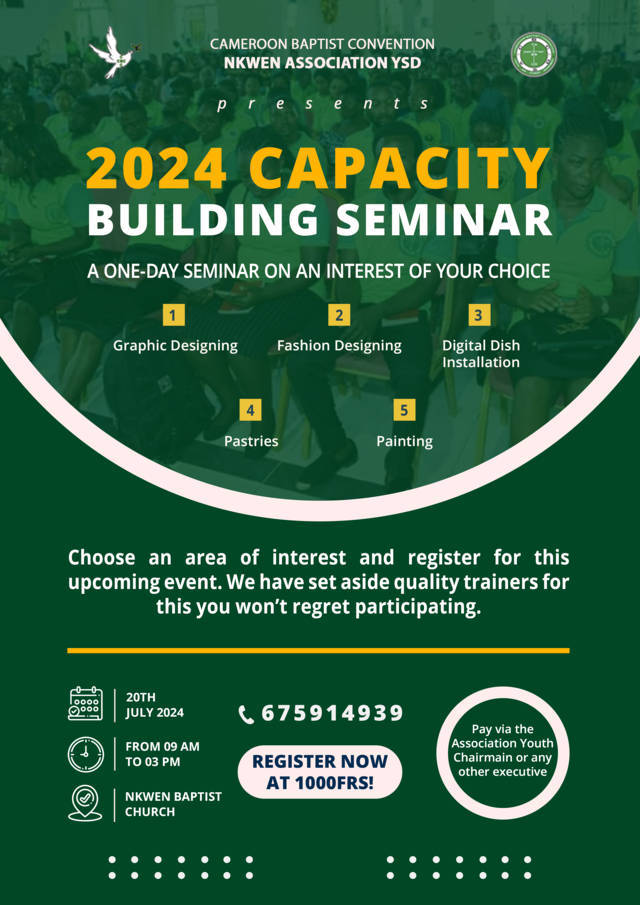 CAMEROON BAPTIST CONVENTION
NKWEN ASSOCIATION YSD
presents
2024 CAPACITY
BUILDING SEMINAR
A ONE-DAY SEMINAR ON AN INTEREST OF YOUR CHOICE
1
Graphic Designing
2
Fashion Designing
3
Digital Dish
Installation
4
Pastries
5
Painting
Choose an area of interest and register for this
upcoming event. We have set aside quality trainers for
this you won't regret participating.
20TH
JULY 2024
FROM 09 AM
TO 03 PM
NKWEN BAPTIST
CHURCH
675914939
REGISTER NOW
AT 1000FRS!
Pay via the
Association Youth
Chairmain or any
other executive